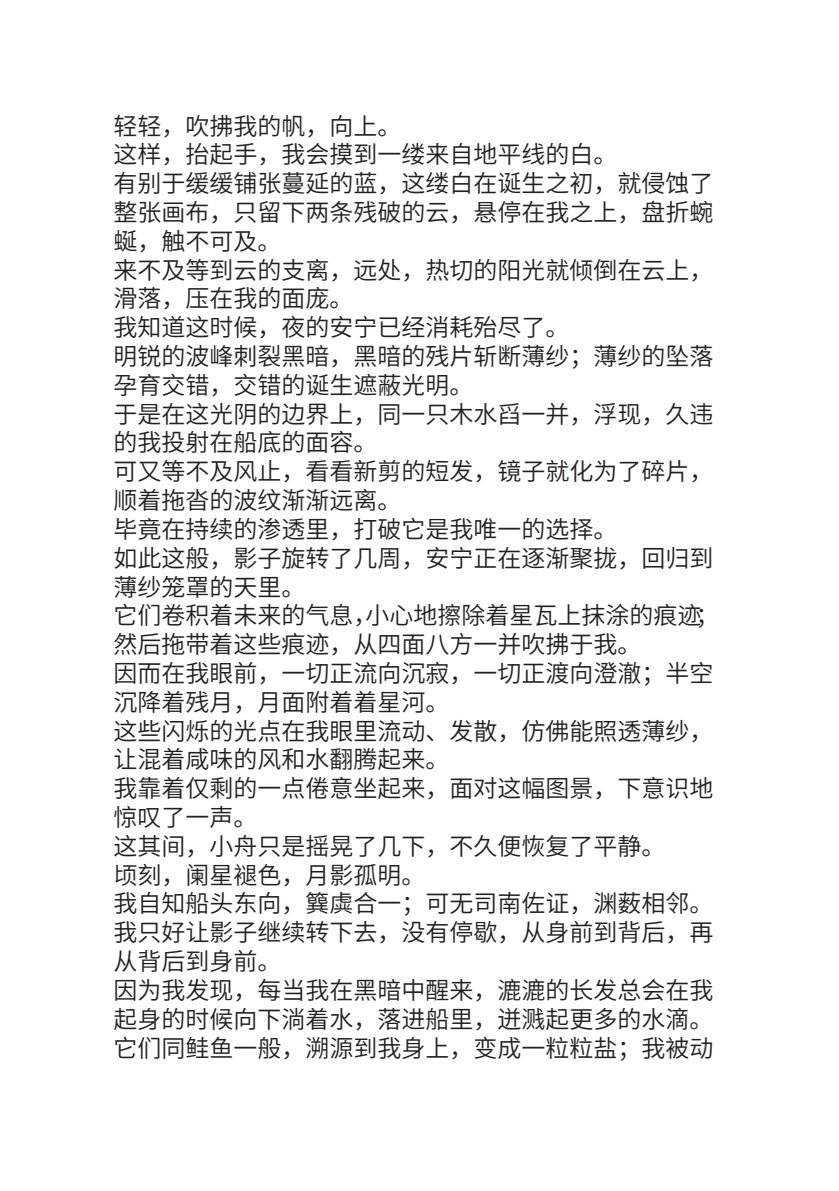 轻轻，吹拂我的帆，向上。
这样，抬起手，我会摸到一缕来自地平线的白。
有别于缓缓铺张蔓延的蓝，这缕白在诞生之初，就侵蚀了
整张画布，只留下两条残破的云，悬停在我之上，盘折蜿
蜒，触不可及。
来不及等到云的支离，远处，热切的阳光就倾倒在云上，
滑落，压在我的面庞。
我知道这时候，夜的安宁已经消耗殆尽了。
明锐的波峰刺裂黑暗，黑暗的残片斩断薄纱；薄纱的坠落
孕育交错，交错的诞生遮蔽光明。
于是在这光阴的边界上，同一只木水舀一并，浮现，久违
的我投射在船底的面容。
可又等不及风止，看看新剪的短发，镜子就化为了碎片，
顺着拖沓的波纹渐渐远离。
毕竟在持续的渗透里，打破它是我唯一的选择。
如此这般，影子旋转了几周，安宁正在逐渐聚拢，回归到
薄纱笼罩的天里。
它们卷积着未来的气息，小心地擦除着星瓦上抹涂的痕迹；
然后拖带着这些痕迹，从四面八方一并吹拂于我。
因而在我眼前，一切正流向沉寂，一切正渡向澄澈；半空
沉降着残月，月面附着着星河。
这些闪烁的光点在我眼里流动、发散，仿佛能照透薄纱，
让混着咸味的风和水翻腾起来。
我靠着仅剩的一点倦意坐起来，面对这幅图景，下意识地
惊叹了一声。
这其间，小舟只是摇晃了几下，不久便恢复了平静。
顷刻，阑星褪色，月影孤明。
我自知船头东向，簨虡合一；可无司南佐证，渊薮相邻。
我只好让影子继续转下去，没有停歇，从身前到背后，再
从背后到身前。
因为我发现，每当我在黑暗中醒来，漉漉的长发总会在我
起身的时候向下淌着水，落进船里，迸溅起更多的水滴。
它们同鲑鱼一般，溯源到我身上，变成一粒粒盐；我被动